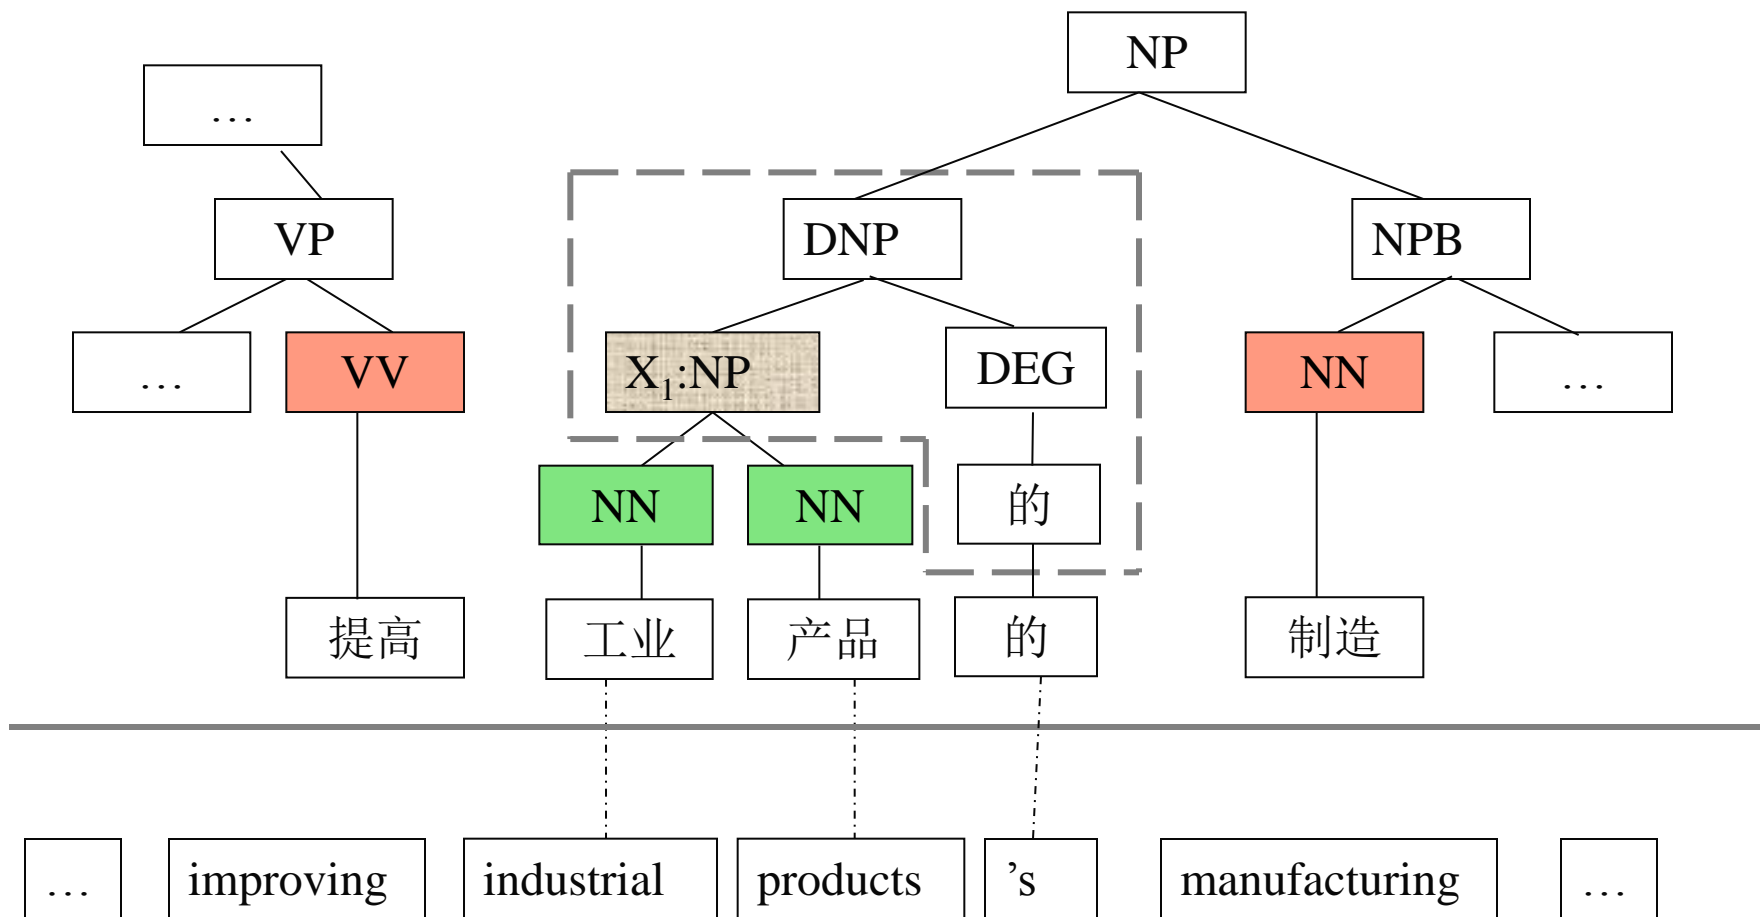 NP
…
VP
DNP
NPB
…
VV
X₁:NP
DEG
NN
…
NN
NN
的
提高
工业
产品
的
制造
…
improving
industrial
products
’s
manufacturing
…